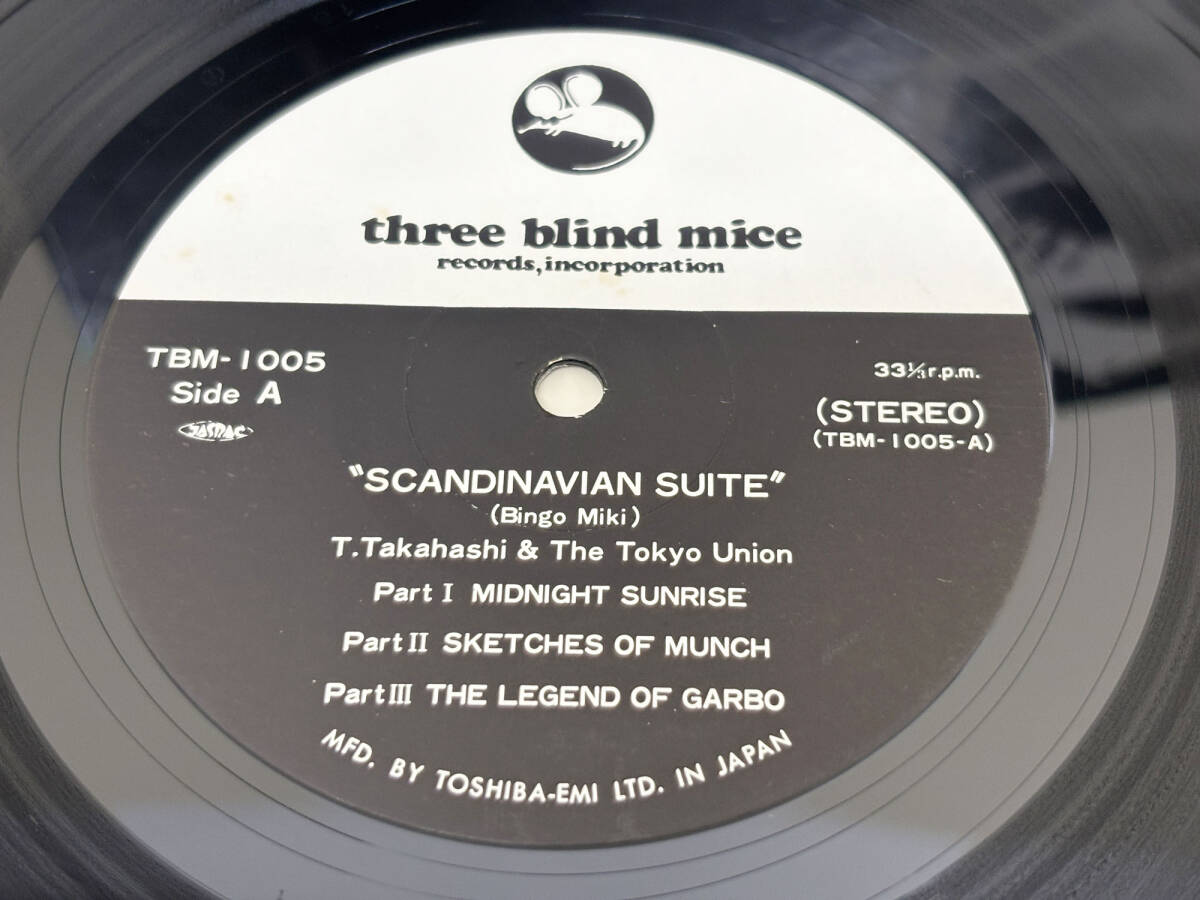 three blind mice
records, incorporation
TBM-1005
Side A
JASRAC
33⅓r.p.m.
(STEREO)
(TBM-1005-A)
"SCANDINAVIAN SUITE"
(Bingo Miki)
T.Takahashi & The Tokyo Union
Part I MIDNIGHT SUNRISE
Part II SKETCHES OF MUNCH
Part III THE LEGEND OF GARBO
MFD. BY TOSHIBA-EMI LTD. IN JAPAN